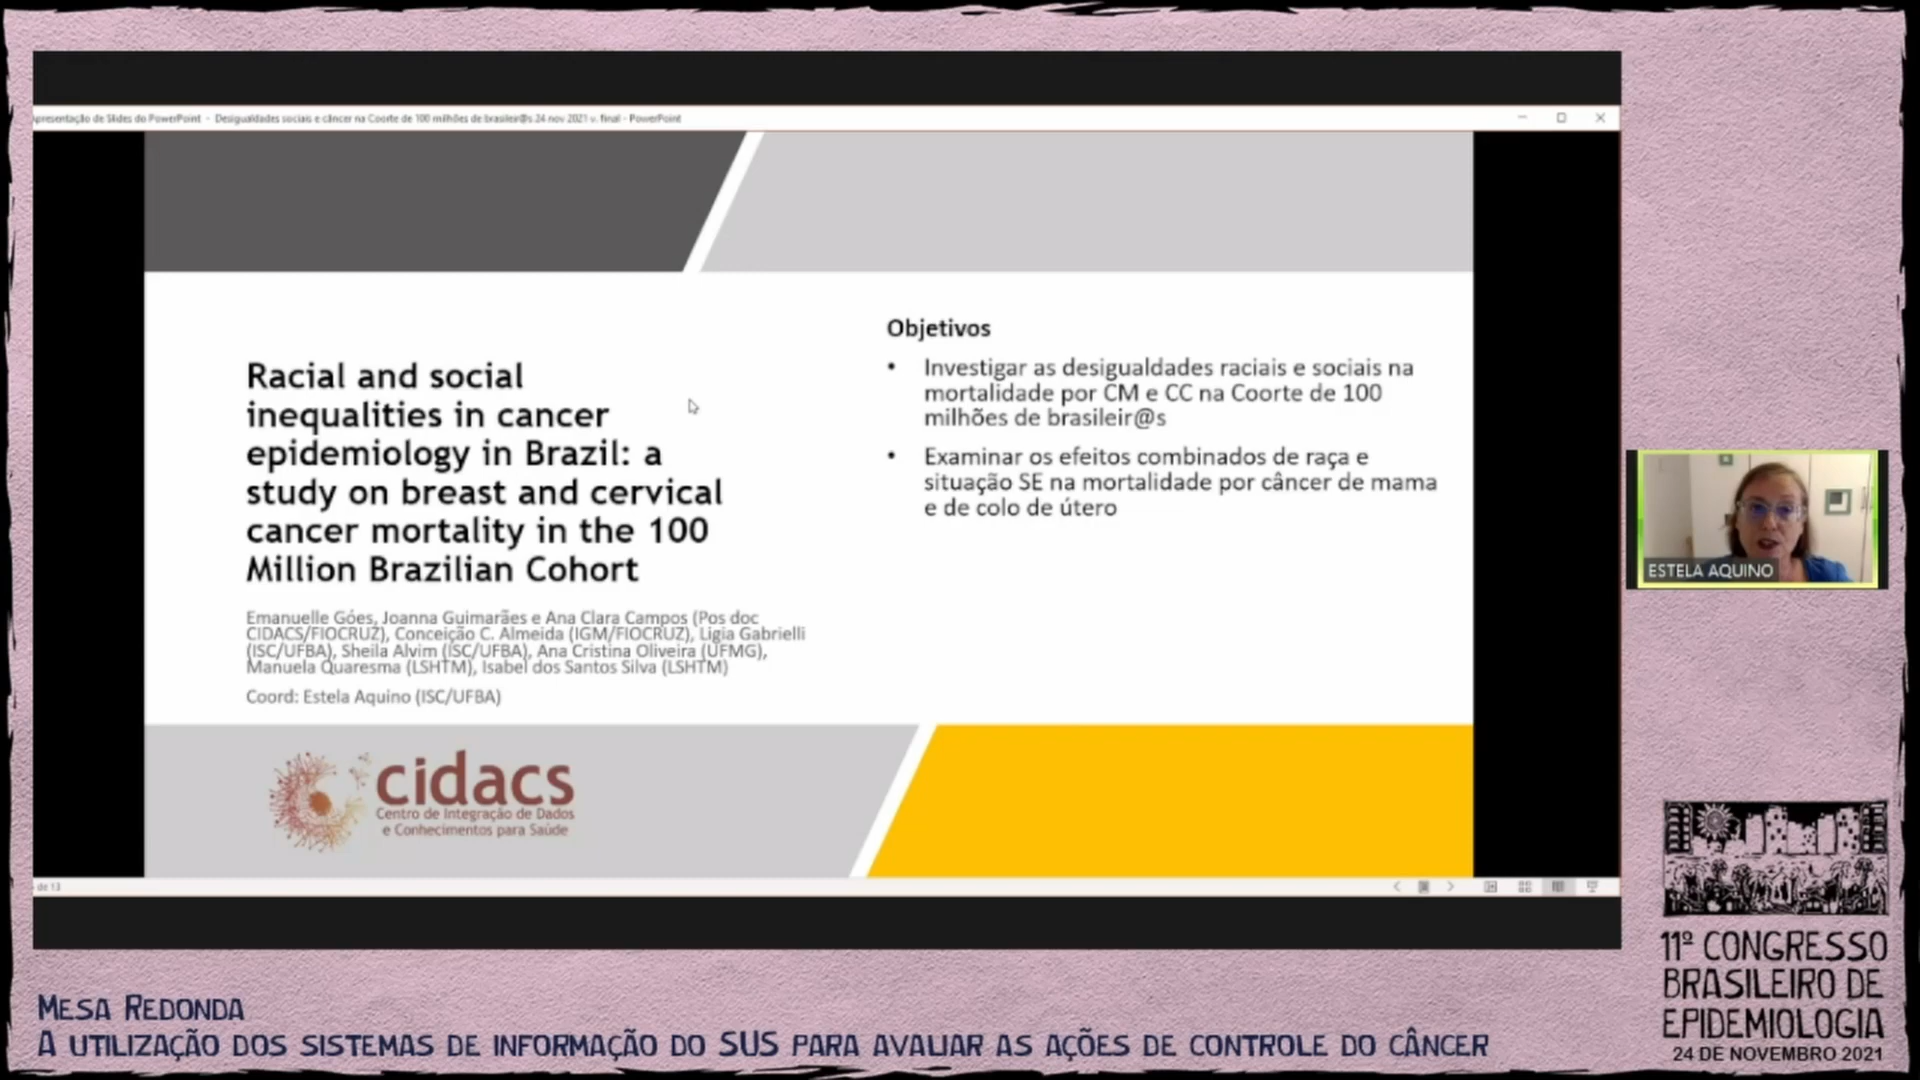 Apresentação de Slides do PowerPoint - Desigualdades sociais e câncer na Coorte de 100 milhões de brasileir@s 24 nov 2021 v. final - PowerPoint
Racial and social
inequalities in cancer
epidemiology in Brazil: a
study on breast and cervical
cancer mortality in the 100
Million Brazilian Cohort
Emanuelle Góes, Joanna Guimarães e Ana Clara Campos (Pos doc
CIDACS/FIOCRUZ), Conceição C. Almeida (IGM/FIOCRUZ), Ligia Gabrielli
(ISC/UFBA), Sheila Alvim (ISC/UFBA), Ana Cristina Oliveira (UFMG),
Manuela Quaresma (LSHTM), Isabel dos Santos Silva (LSHTM)
Coord: Estela Aquino (ISC/UFBA)
Objetivos
• Investigar as desigualdades raciais e sociais na
mortalidade por CM e CC na Coorte de 100
milhões de brasileir@s
• Examinar os efeitos combinados de raça e
situação SE na mortalidade por câncer de mama
e de colo de útero
cidacs
Centro de Integração de Dados
e Conhecimentos para Saúde
de 13
ESTELA AQUINO
11º CONGRESSO
BRASILEIRO DE
EPIDEMIOLOGIA
24 DE NOVEMBRO 2021
MESA REDONDA
A UTILIZAÇÃO DOS SISTEMAS DE INFORMAÇÃO DO SUS PARA AVALIAR AS AÇÕES DE CONTROLE DO CÂNCER